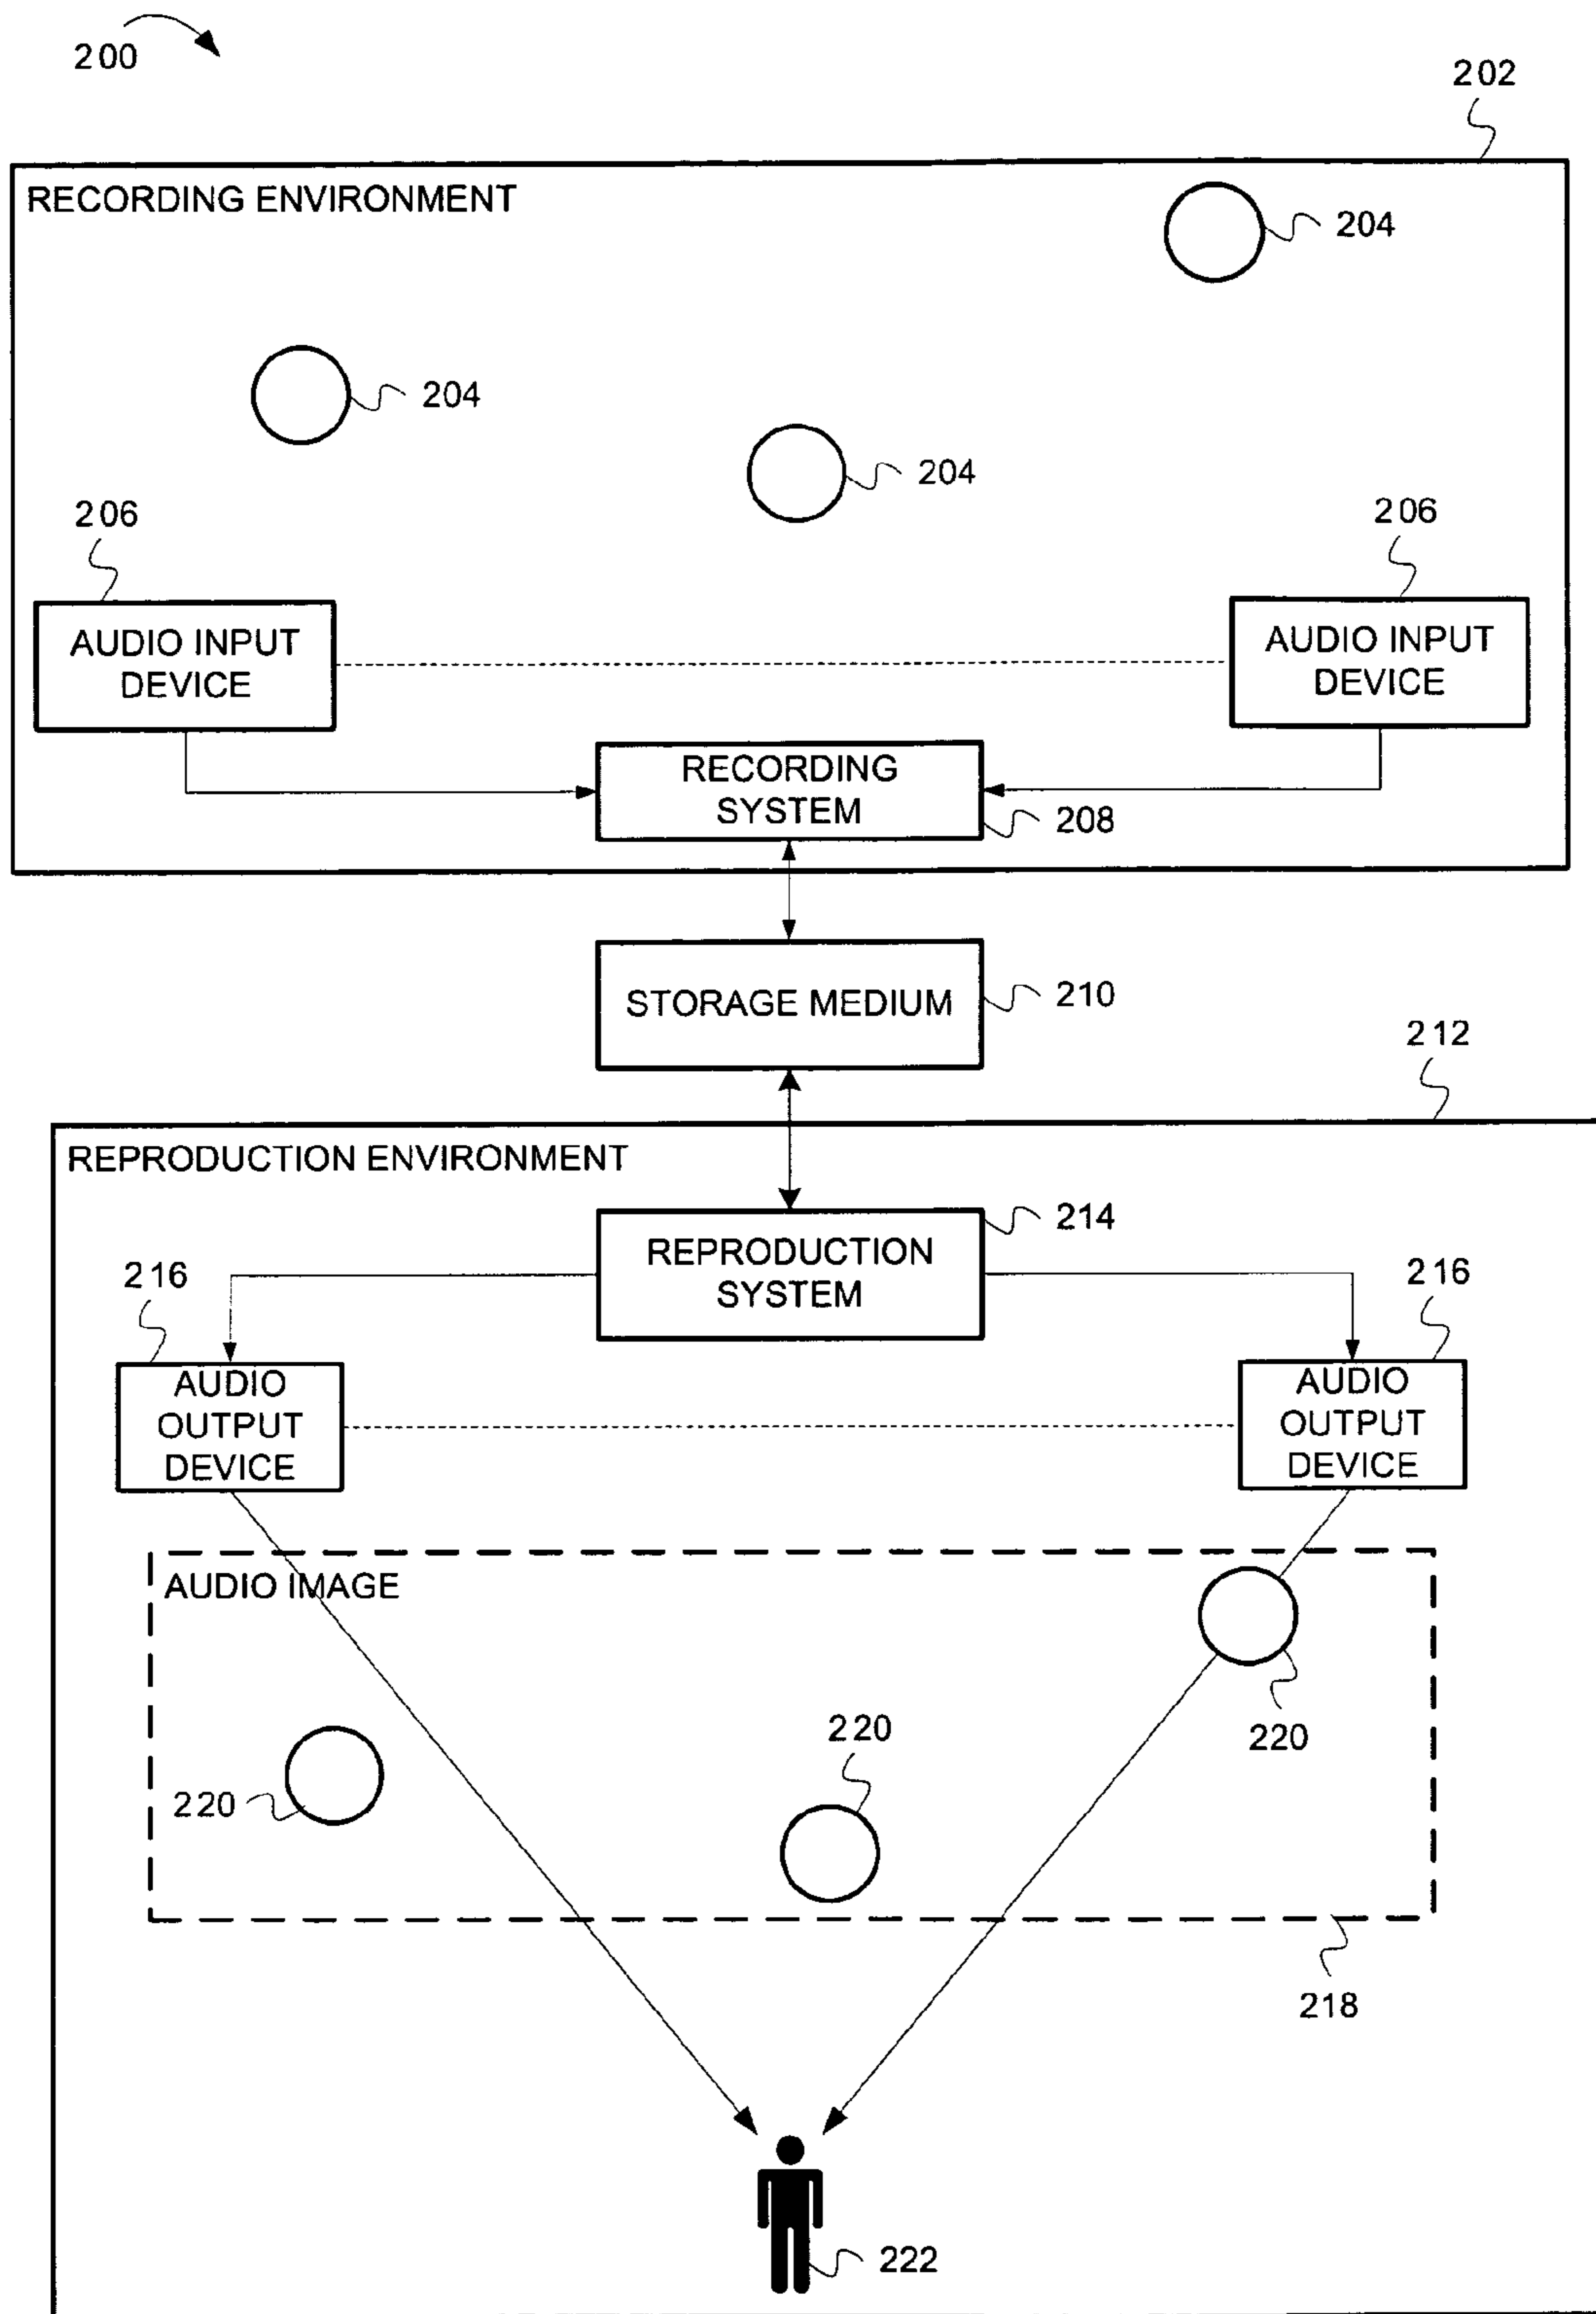 200
202
RECORDING ENVIRONMENT
204
204
204
206
206
AUDIO INPUT
DEVICE
AUDIO INPUT
DEVICE
RECORDING
SYSTEM
208
STORAGE MEDIUM
210
212
REPRODUCTION ENVIRONMENT
214
REPRODUCTION
SYSTEM
216
216
AUDIO
OUTPUT
DEVICE
AUDIO
OUTPUT
DEVICE
AUDIO IMAGE
220
220
220
218
222